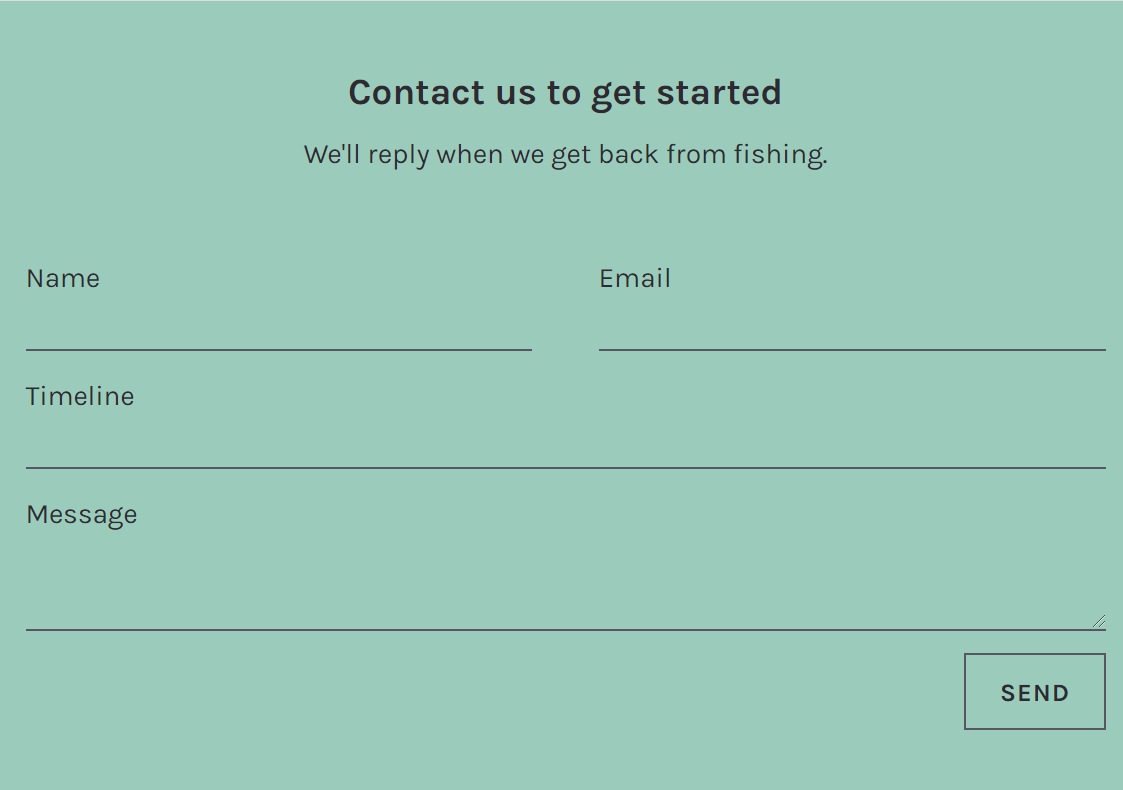 Contact us to get started
We'll reply when we get back from fishing.
Name
Email
Timeline
Message
SEND